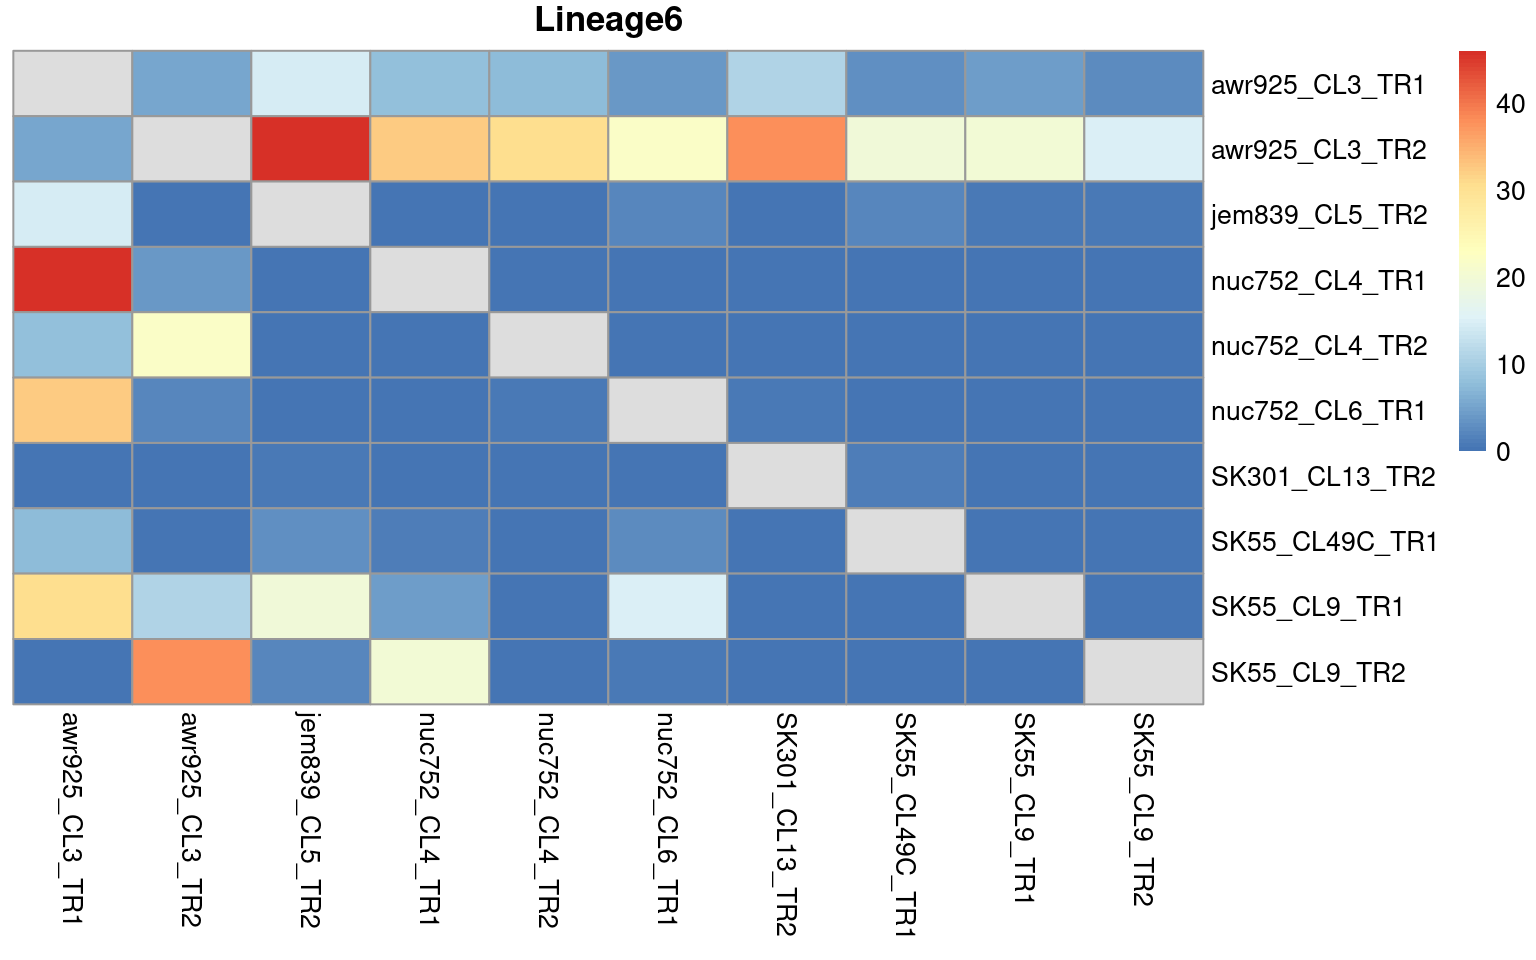 Lineage6
awr925_CL3_TR1
awr925_CL3_TR2
jem839_CL5_TR2
nuc752_CL4_TR1
nuc752_CL4_TR2
nuc752_CL6_TR1
SK301_CL13_TR2
SK55_CL49C_TR1
SK55_CL9_TR1
SK55_CL9_TR2
40
30
20
10
0
awr925_CL3_TR1
awr925_CL3_TR2
jem839_CL5_TR2
nuc752_CL4_TR1
nuc752_CL4_TR2
nuc752_CL6_TR1
SK301_CL13_TR2
SK55_CL49C_TR1
SK55_CL9_TR1
SK55_CL9_TR2